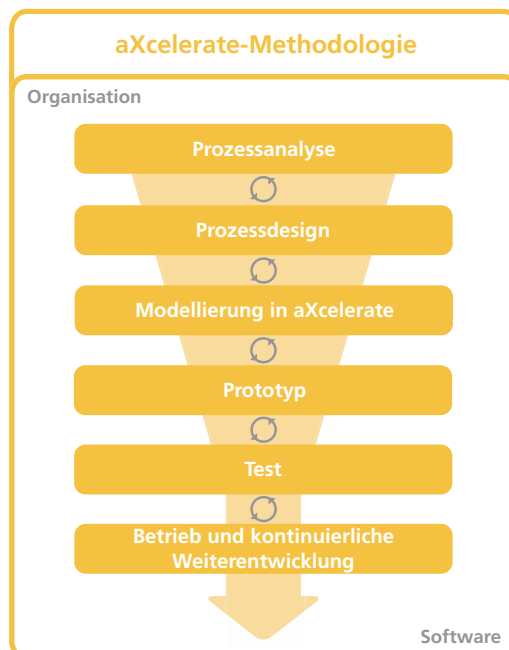 aXcelerate-Methodologie
Organisation
Prozessanalyse
Prozessdesign
Modellierung in aXcelerate
Prototyp
Test
Betrieb und kontinuierliche
Weiterentwicklung
Software